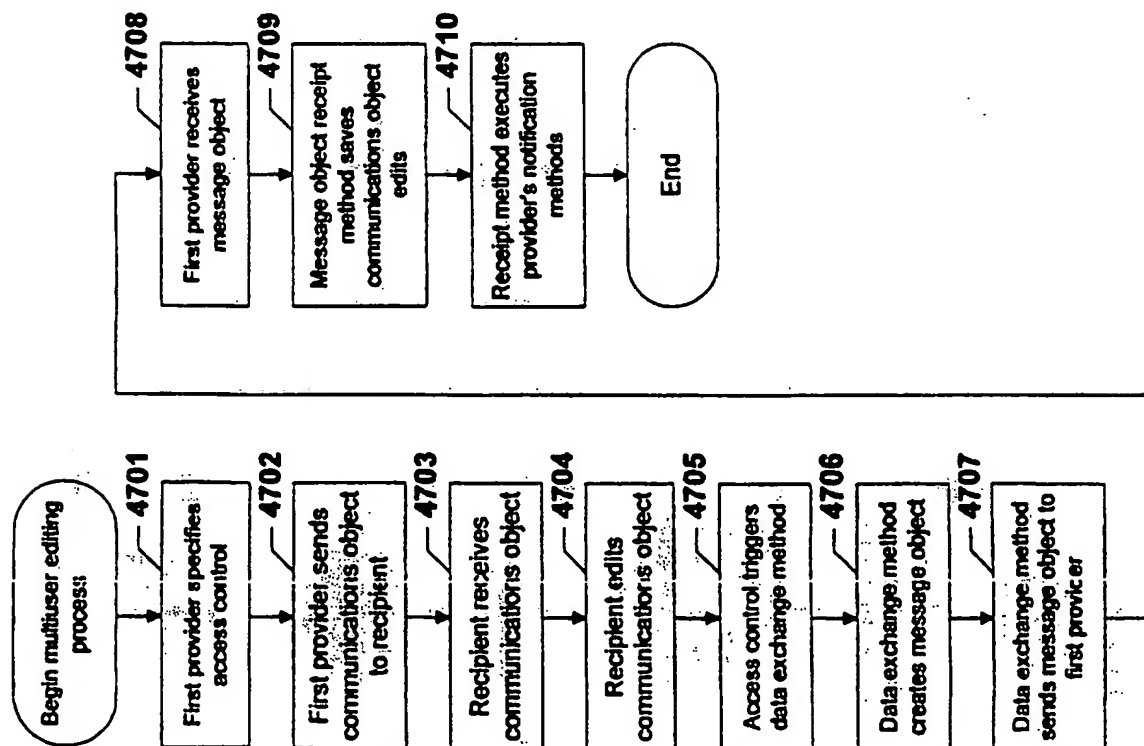 Begin multiuser editing
process
4701
First provider specifies
access control
4702
First provider sends
communications object
to recipient
4703
Recipient receives
communications object
4704
Recipient edits
communications object
4705
Access control triggers
data exchange method
4706
Data exchange method
creates message object
4707
Data exchange method
sends message object to
first provicer
4708
First provider receives
message object
4709
Message object receipt
method saves
communications object
edits
4710
Receipt method executes
provider's notification
methods
End